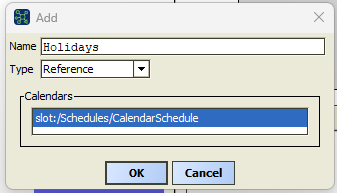 Add
Name Holidays
Type Reference
Calendars
slot:/Schedules/CalendarSchedule
OK Cancel